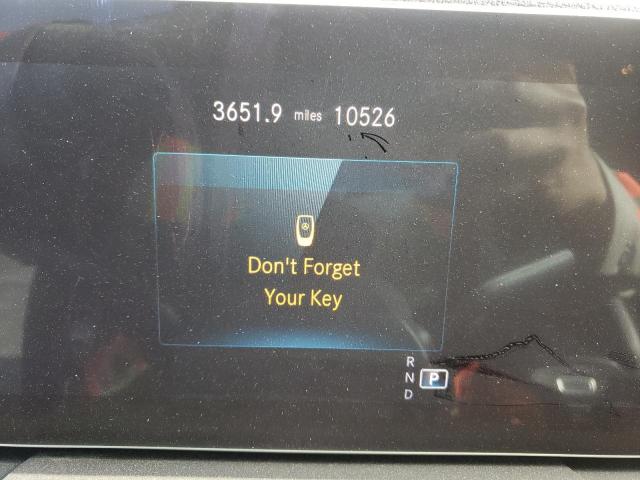 3651.9 miles 10526
Don't Forget
Your Key
R
N P
D